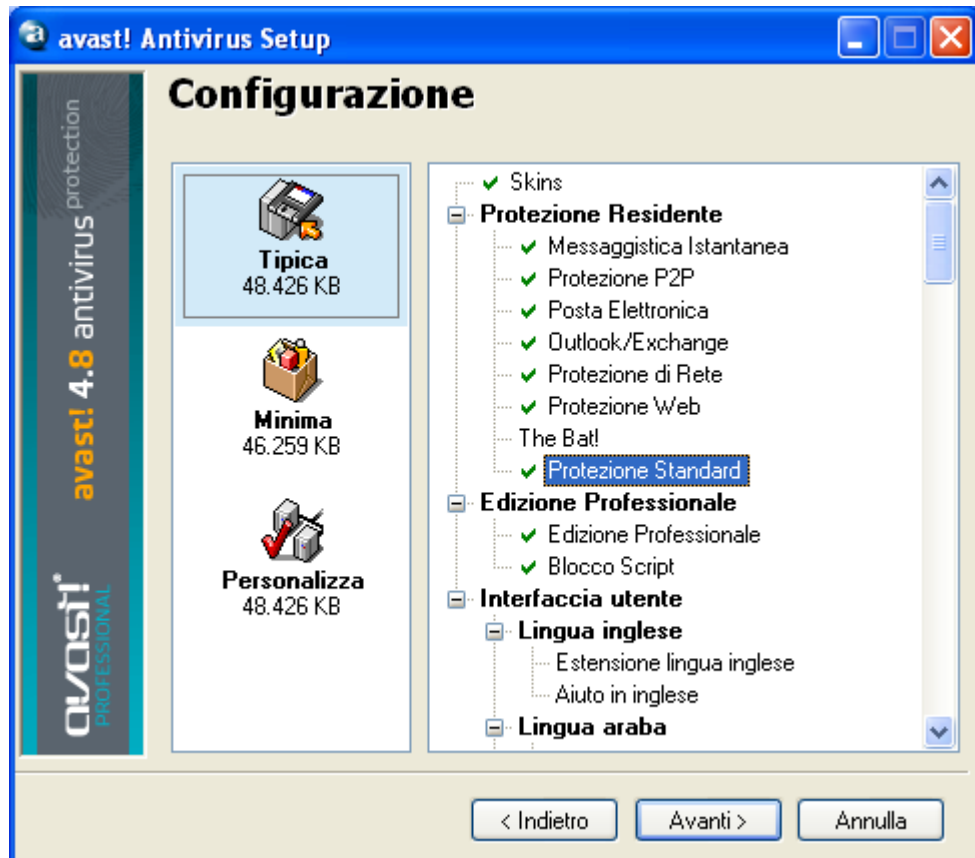 avast! Antivirus Setup
Configurazione
avast! 4.8 antivirus protection
avast!®
PROFESSIONAL
Tipica
48.426 KB
Minima
46.259 KB
Personalizza
48.426 KB
Skins
Protezione Residente
Messaggistica Istantanea
Protezione P2P
Posta Elettronica
Outlook/Exchange
Protezione di Rete
Protezione Web
The Bat!
Protezione Standard
Edizione Professionale
Edizione Professionale
Blocco Script
Interfaccia utente
Lingua inglese
Estensione lingua inglese
Aiuto in inglese
Lingua araba
< Indietro
Avanti >
Annulla